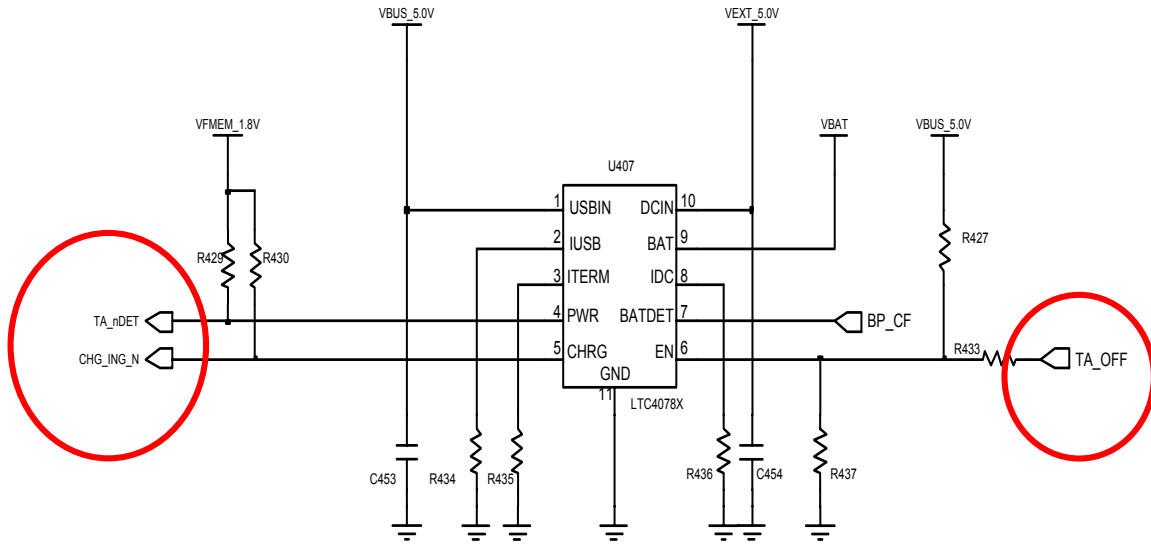 VBUS_5.0V
VEXT_5.0V
VFMEM_1.8V
VBAT
VBUS_5.0V
U407
1 USBIN DCIN 10
2 IUSB BAT 9
3 ITERM IDC 8
4 PWR BATDET 7
5 CHRG EN 6
GND
11
LTC4078X
R429
R430
R427
TA_nDET
BP_CF
CHG_ING_N
R433
TA_OFF
C453
R434
R435
R436
C454
R437